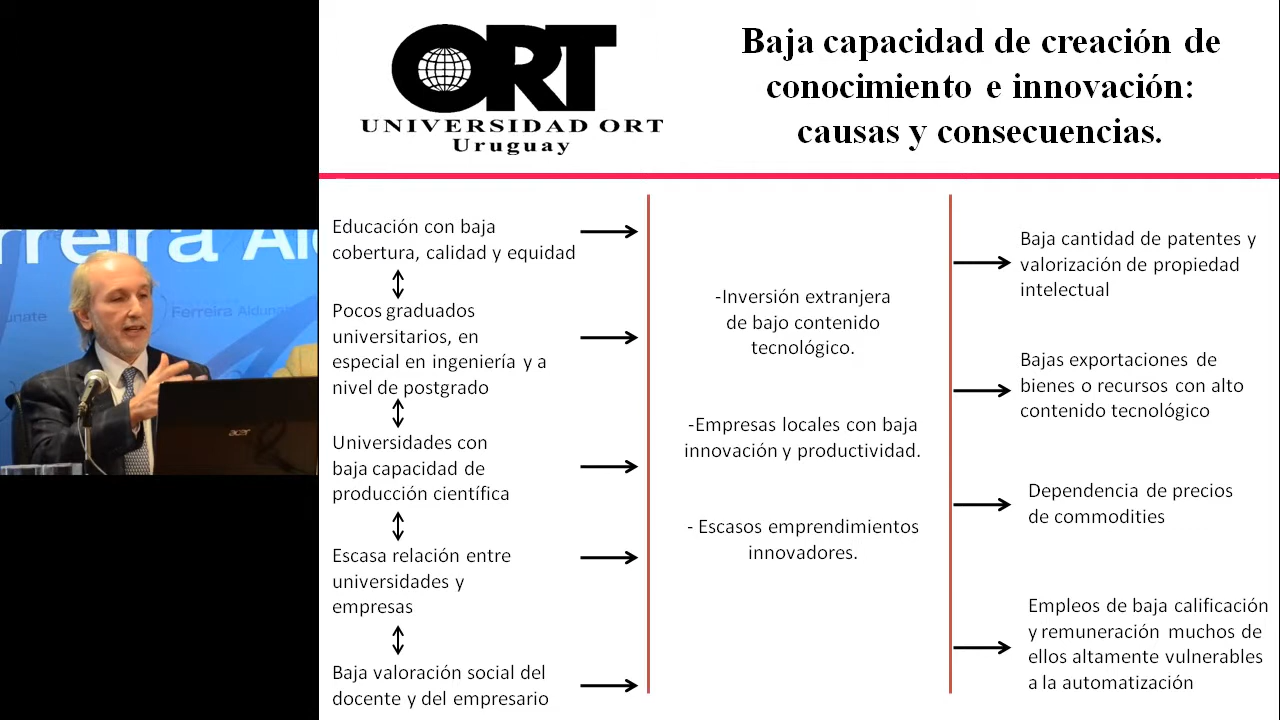 ORT
UNIVERSIDAD ORT
Uruguay
Baja capacidad de creación de
conocimiento e innovación:
causas y consecuencias.
Educación con baja
cobertura, calidad y equidad
Pocos graduados
universitarios, en
especial en ingeniería y a
nivel de postgrado
Universidades con
baja capacidad de
producción científica
Escasa relación entre
universidades y
empresas
Baja valoración social del
docente y del empresario
-Inversión extranjera
de bajo contenido
tecnológico.
-Empresas locales con baja
innovación y productividad.
- Escasos emprendimientos
innovadores.
Baja cantidad de patentes y
valorización de propiedad
intelectual
Bajas exportaciones de
bienes o recursos con alto
contenido tecnológico
Dependencia de precios
de commodities
Empleos de baja calificación
y remuneración muchos de
ellos altamente vulnerables
a la automatización
rreira Al
Ferreira Aldunate
dunate
acer